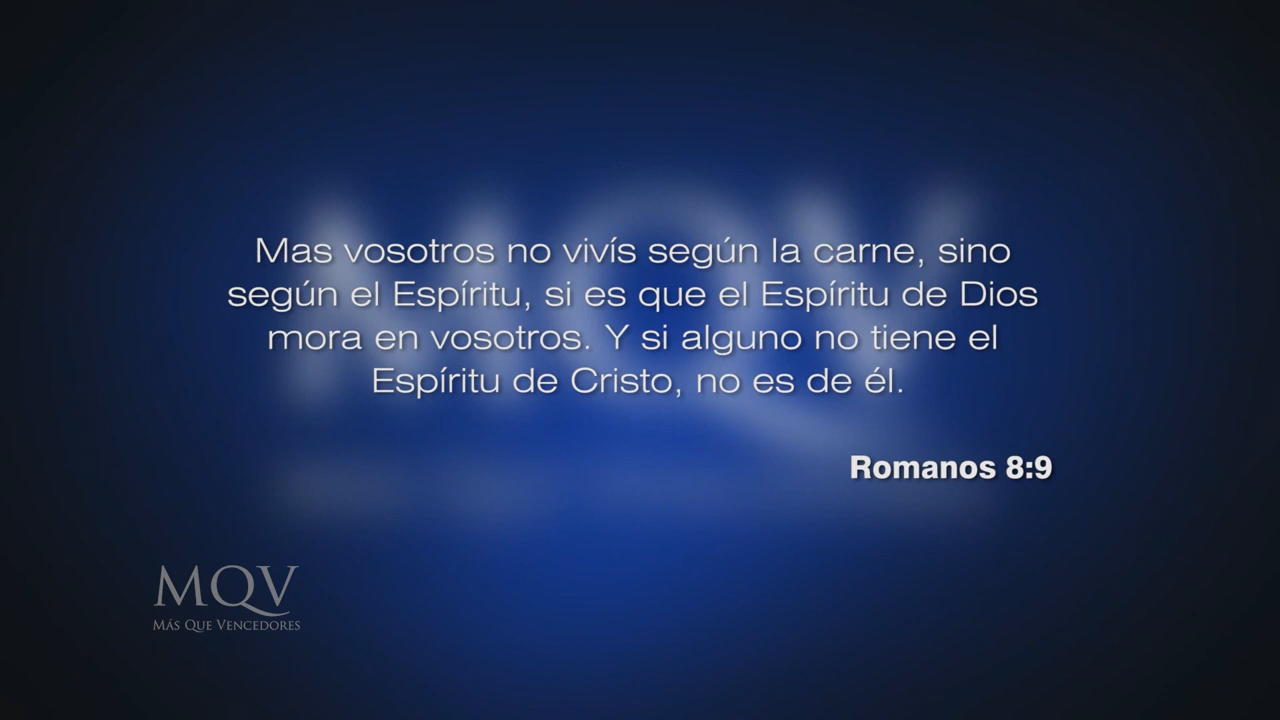 Mas vosotros no vivís según la carne, sino
según el Espíritu, si es que el Espíritu de Dios
mora en vosotros. Y si alguno no tiene el
Espíritu de Cristo, no es de él.
Romanos 8:9
MQV
Más Que Vencedores